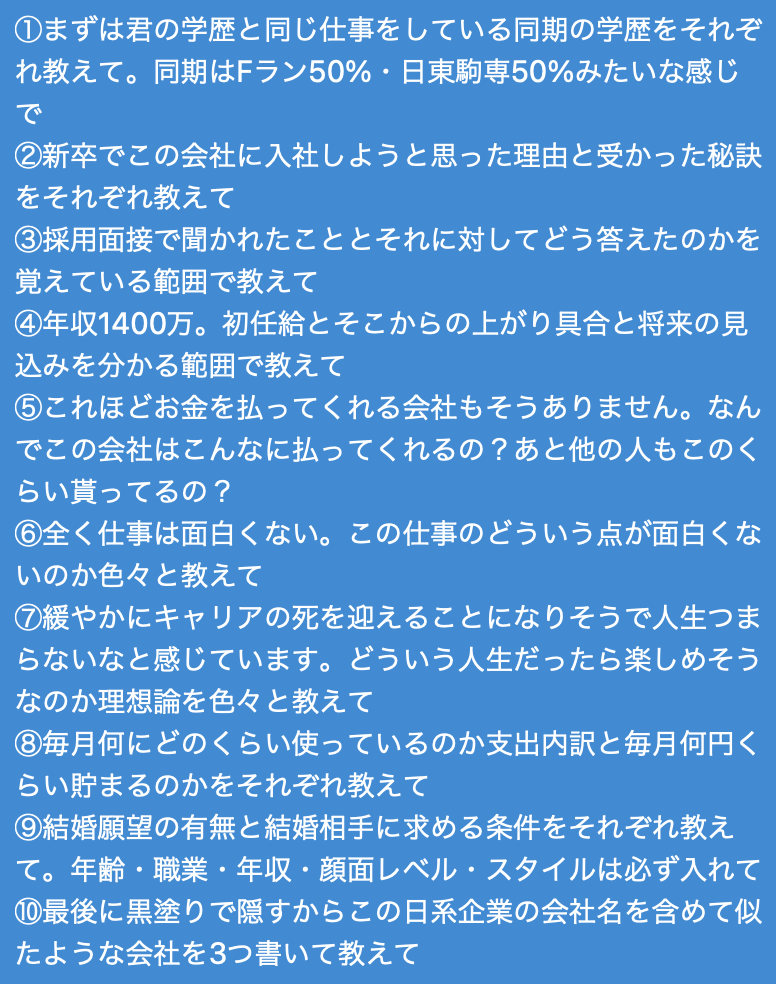 ①まずは君の学歴と同じ仕事をしている同期の学歴をそれぞ
れ教えて。同期はFラン50%・日東駒専50%みたいな感じ
で
②新卒でこの会社に入社しようと思った理由と受かった秘訣
をそれぞれ教えて
③採用面接で聞かれたこととそれに対してどう答えたのかを
覚えている範囲で教えて
④年収1400万。初任給とそこからの上がり具合と将来の見
込みを分かる範囲で教えて
⑤これほどお金を払ってくれる会社もそうありません。なん
でこの会社はこんなに払ってくれるの？あと他の人もこのく
らい貰ってるの？
⑥全く仕事は面白くない。この仕事のどういう点が面白くな
いのか色々と教えて
⑦緩やかにキャリアの死を迎えることになりそうで人生つま
らないなと感じています。どういう人生だったら楽しめそう
なのか理想論を色々と教えて
⑧毎月何にどのくらい使っているのか支出内訳と毎月何円く
らい貯まるのかをそれぞれ教えて
⑨結婚願望の有無と結婚相手に求める条件をそれぞれ教え
て。年齢・職業・年収・顔面レベル・スタイルは必ず入れて
⑩最後に黒塗りで隠すからこの日系企業の会社名を含めて似
たような会社を3つ書いて教えて